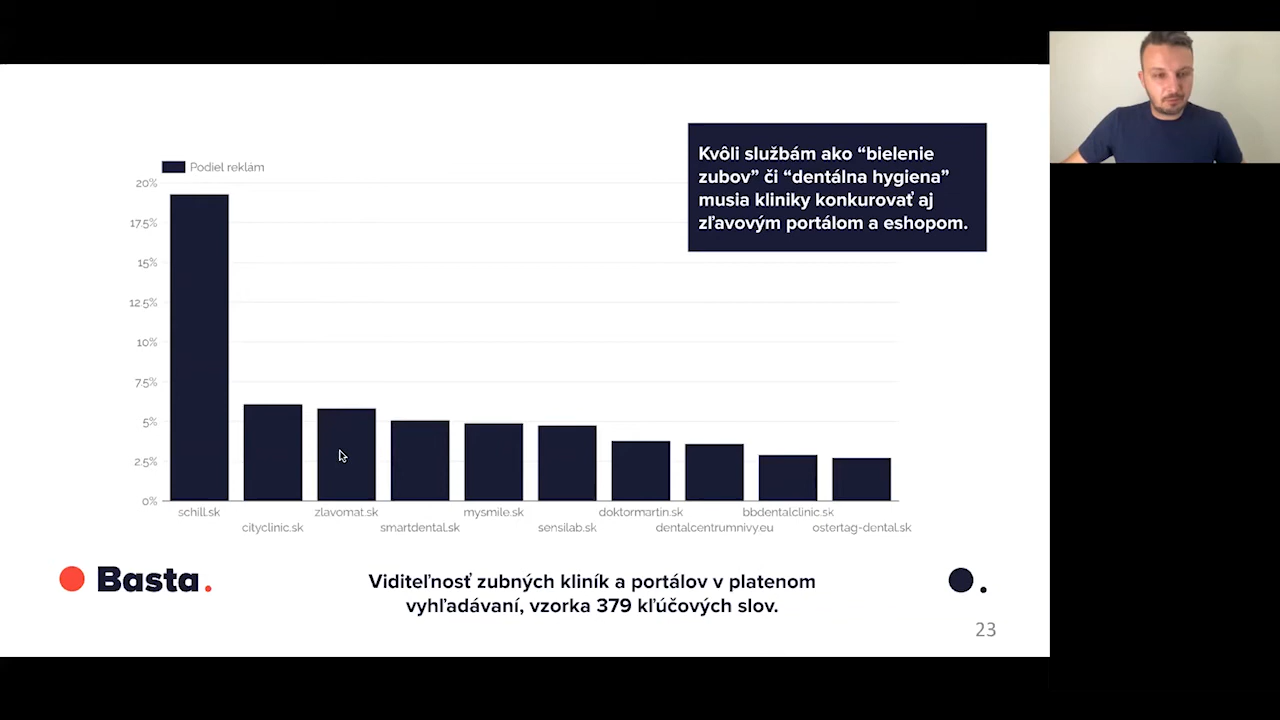 Kvôli službám ako “bielenie
zubov” či “dentálna hygiena”
musia kliniky konkurovať aj
zľavovým portálom a eshopom.
Podiel reklám
20%
17.5%
15%
12.5%
10%
7.5%
5%
2.5%
0%
schill.sk
cityclinic.sk
zlavomat.sk
smartdental.sk
mysmile.sk
sensilab.sk
doktormartin.sk
dentalcentrumnivy.eu
bbdentalclinic.sk
ostertag-dental.sk
Basta.
Viditeľnosť zubných kliník a portálov v platenom
vyhľadávaní, vzorka 379 kľúčových slov.
23